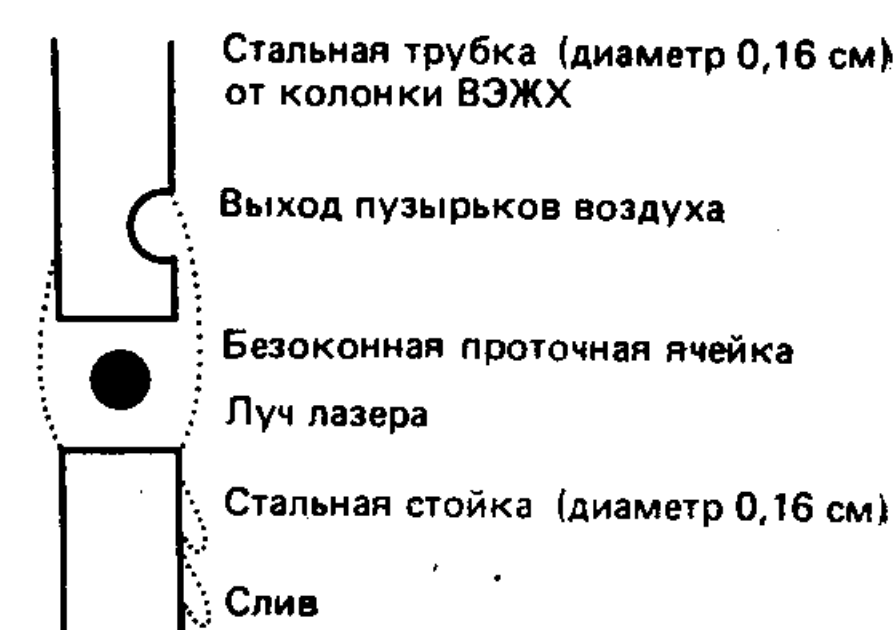 Стальная трубка (диаметр 0,16 см)
от колонки ВЭЖХ
Выход пузырьков воздуха
Безоконная проточная ячейка
Луч лазера
Стальная стойка (диаметр 0,16 см)
Слив